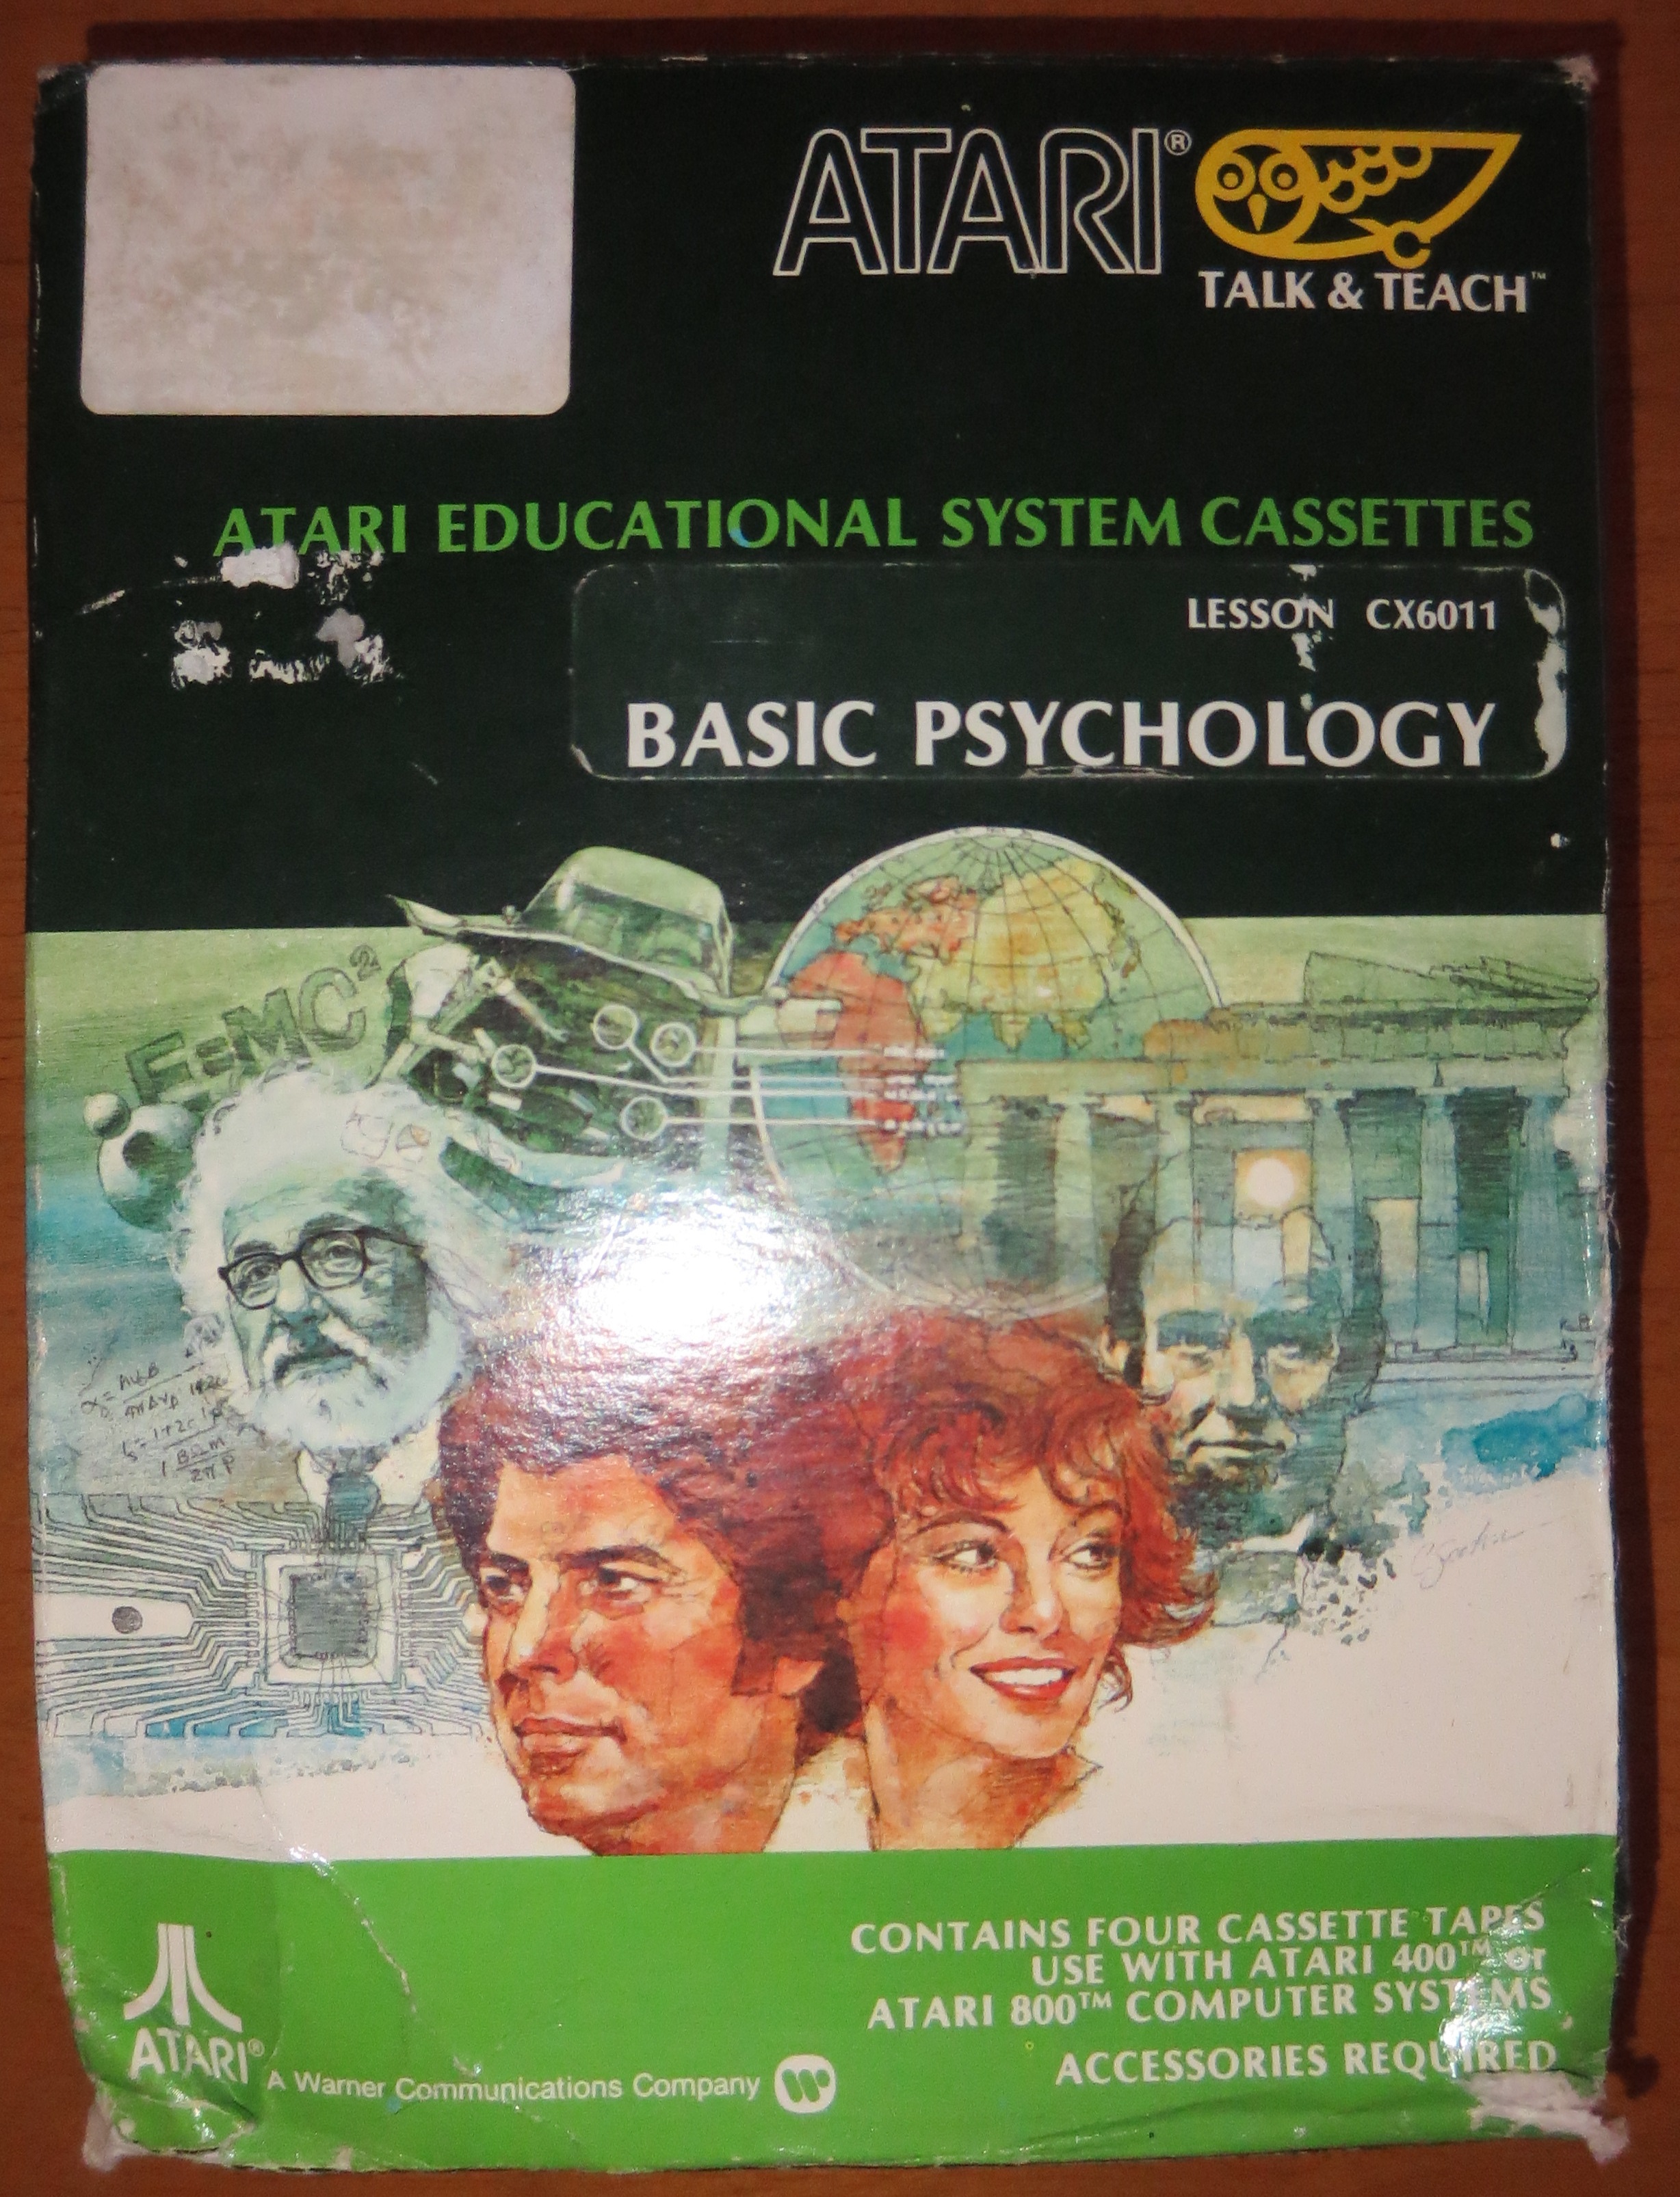 ATARI®
TALK & TEACH™
ATARI EDUCATIONAL SYSTEM CASSETTES
LESSON CX6011
BASIC PSYCHOLOGY
E=MC²
CONTAINS FOUR CASSETTE TAPES
USE WITH ATARI 400™ or
ATARI 800™ COMPUTER SYSTEMS
ACCESSORIES REQUIRED
ATARI®
A Warner Communications Company